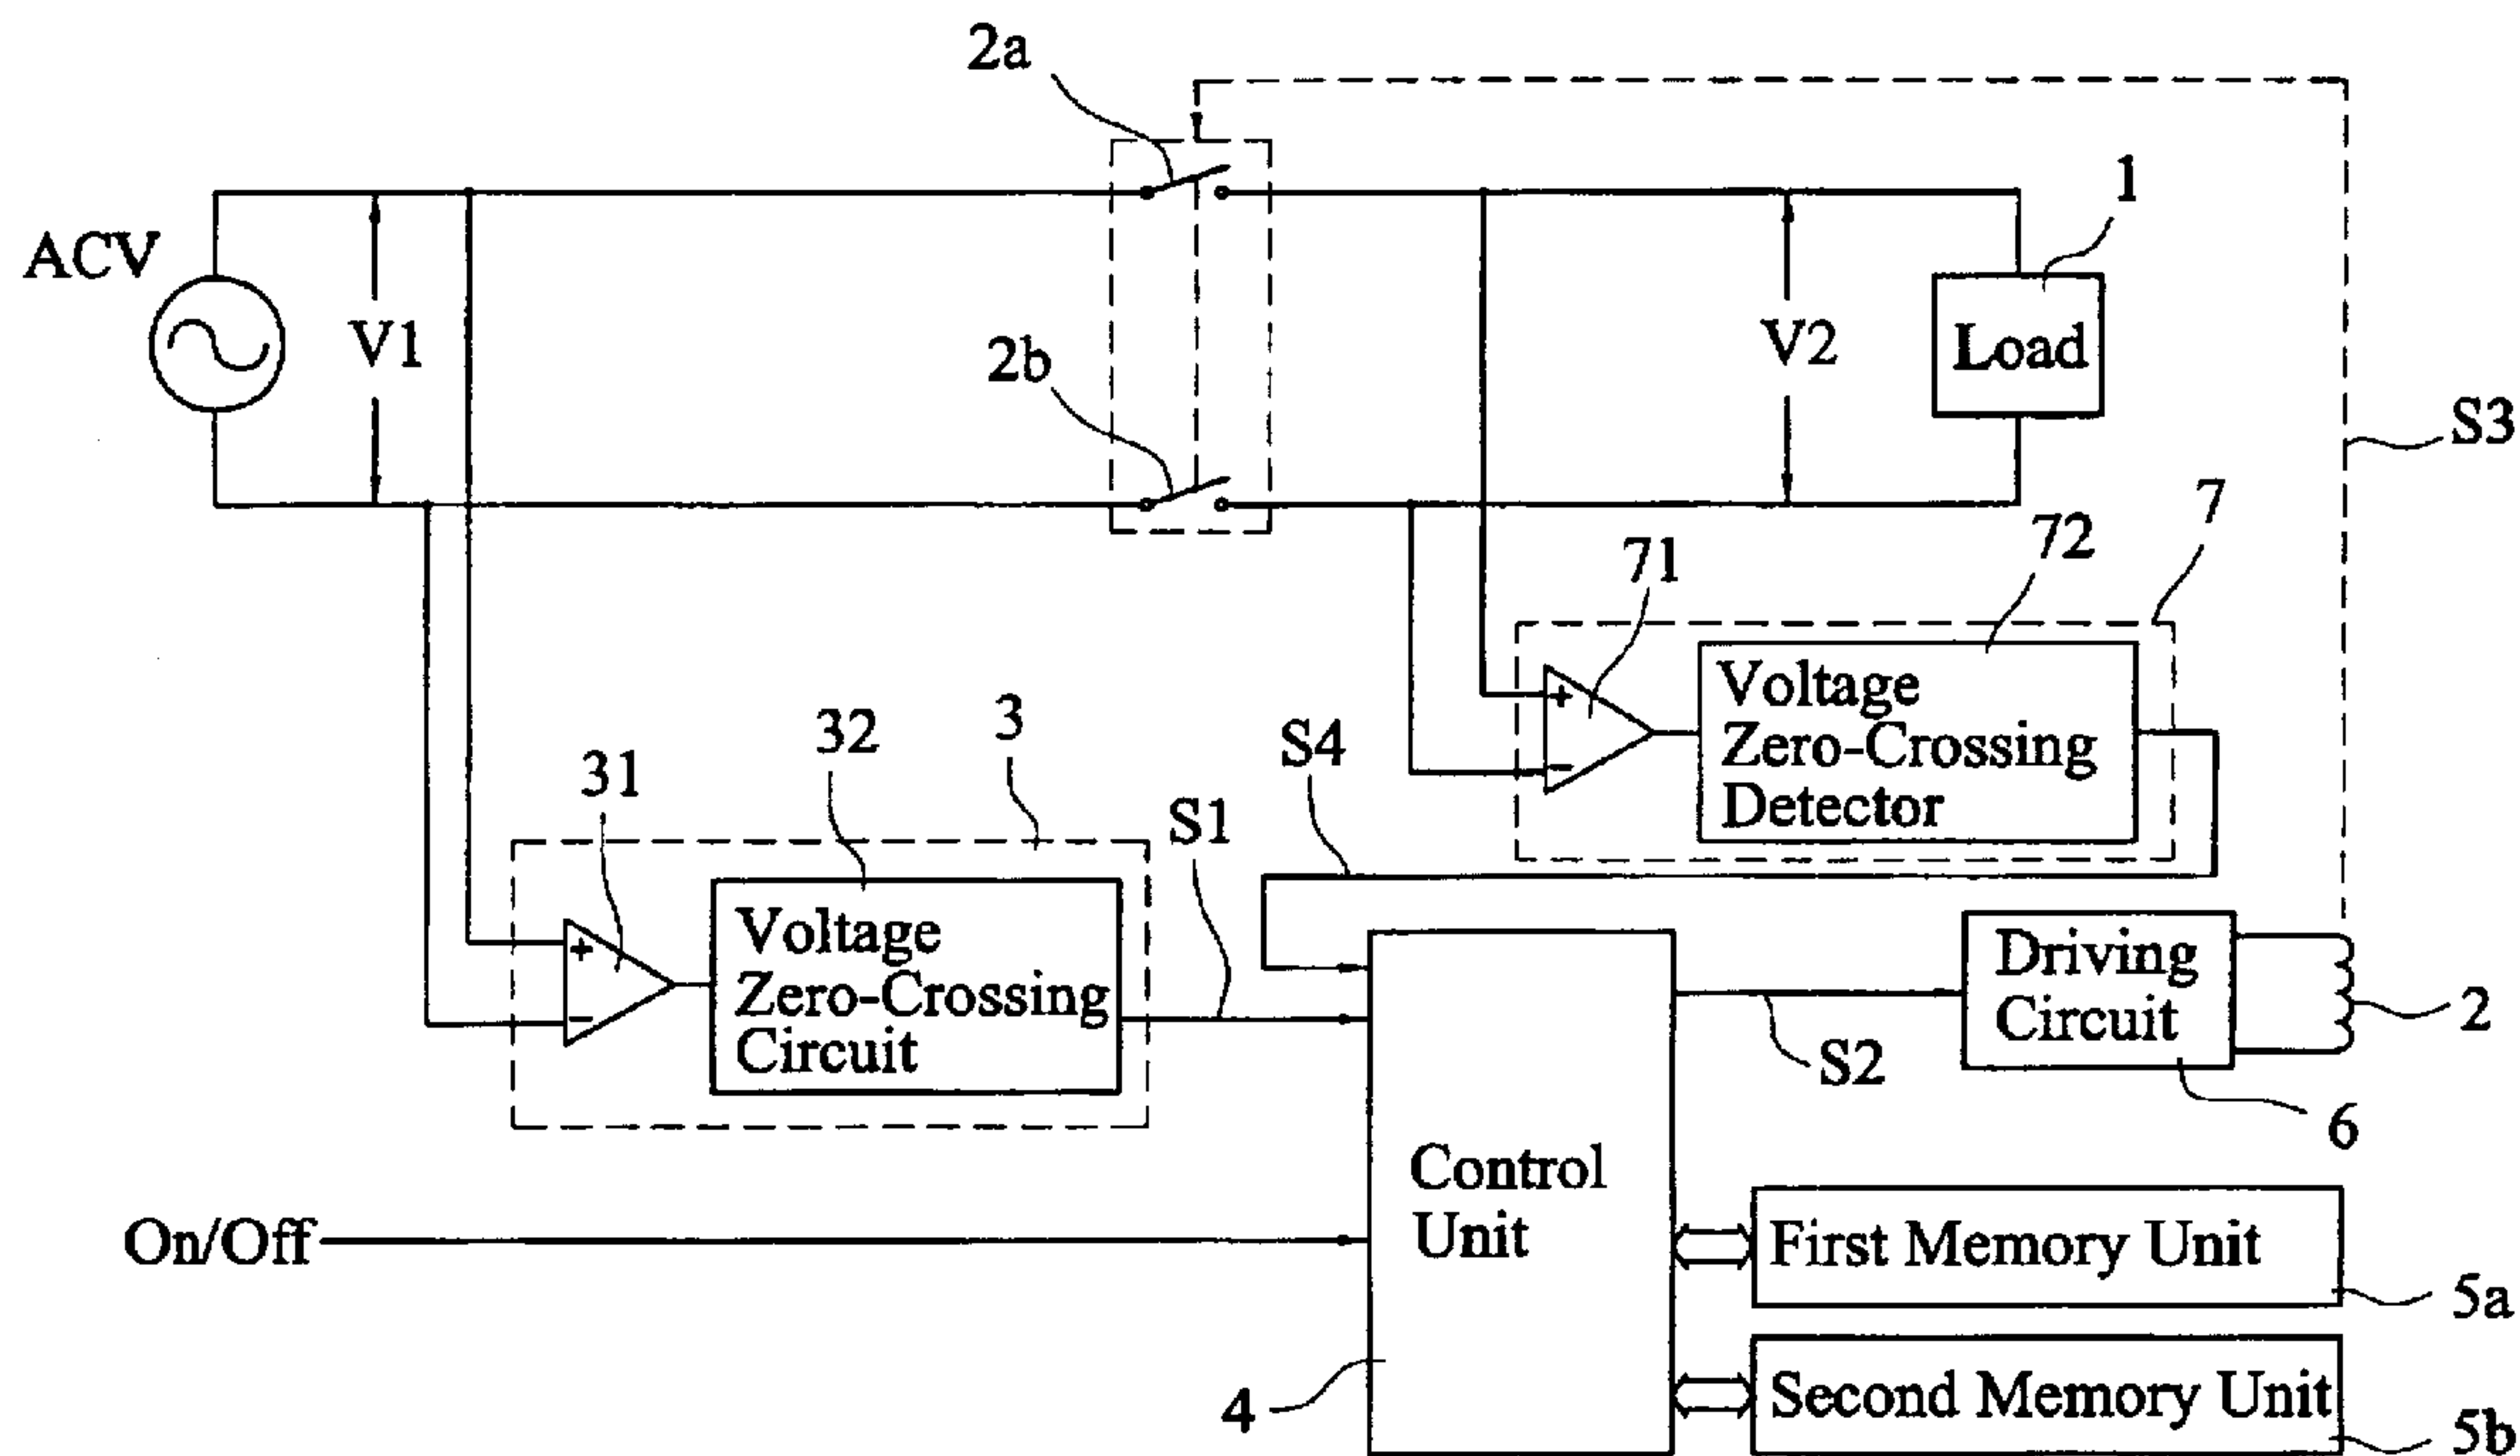 2a
1
ACV
V1
2b
V2
Load
S3
7
72
71
Voltage
Zero-Crossing
Detector
3
32
31
S4
S1
Voltage
Zero-Crossing
Circuit
Driving
Circuit
2
S2
6
Control
Unit
On/Off
First Memory Unit
5a
4
Second Memory Unit
5b